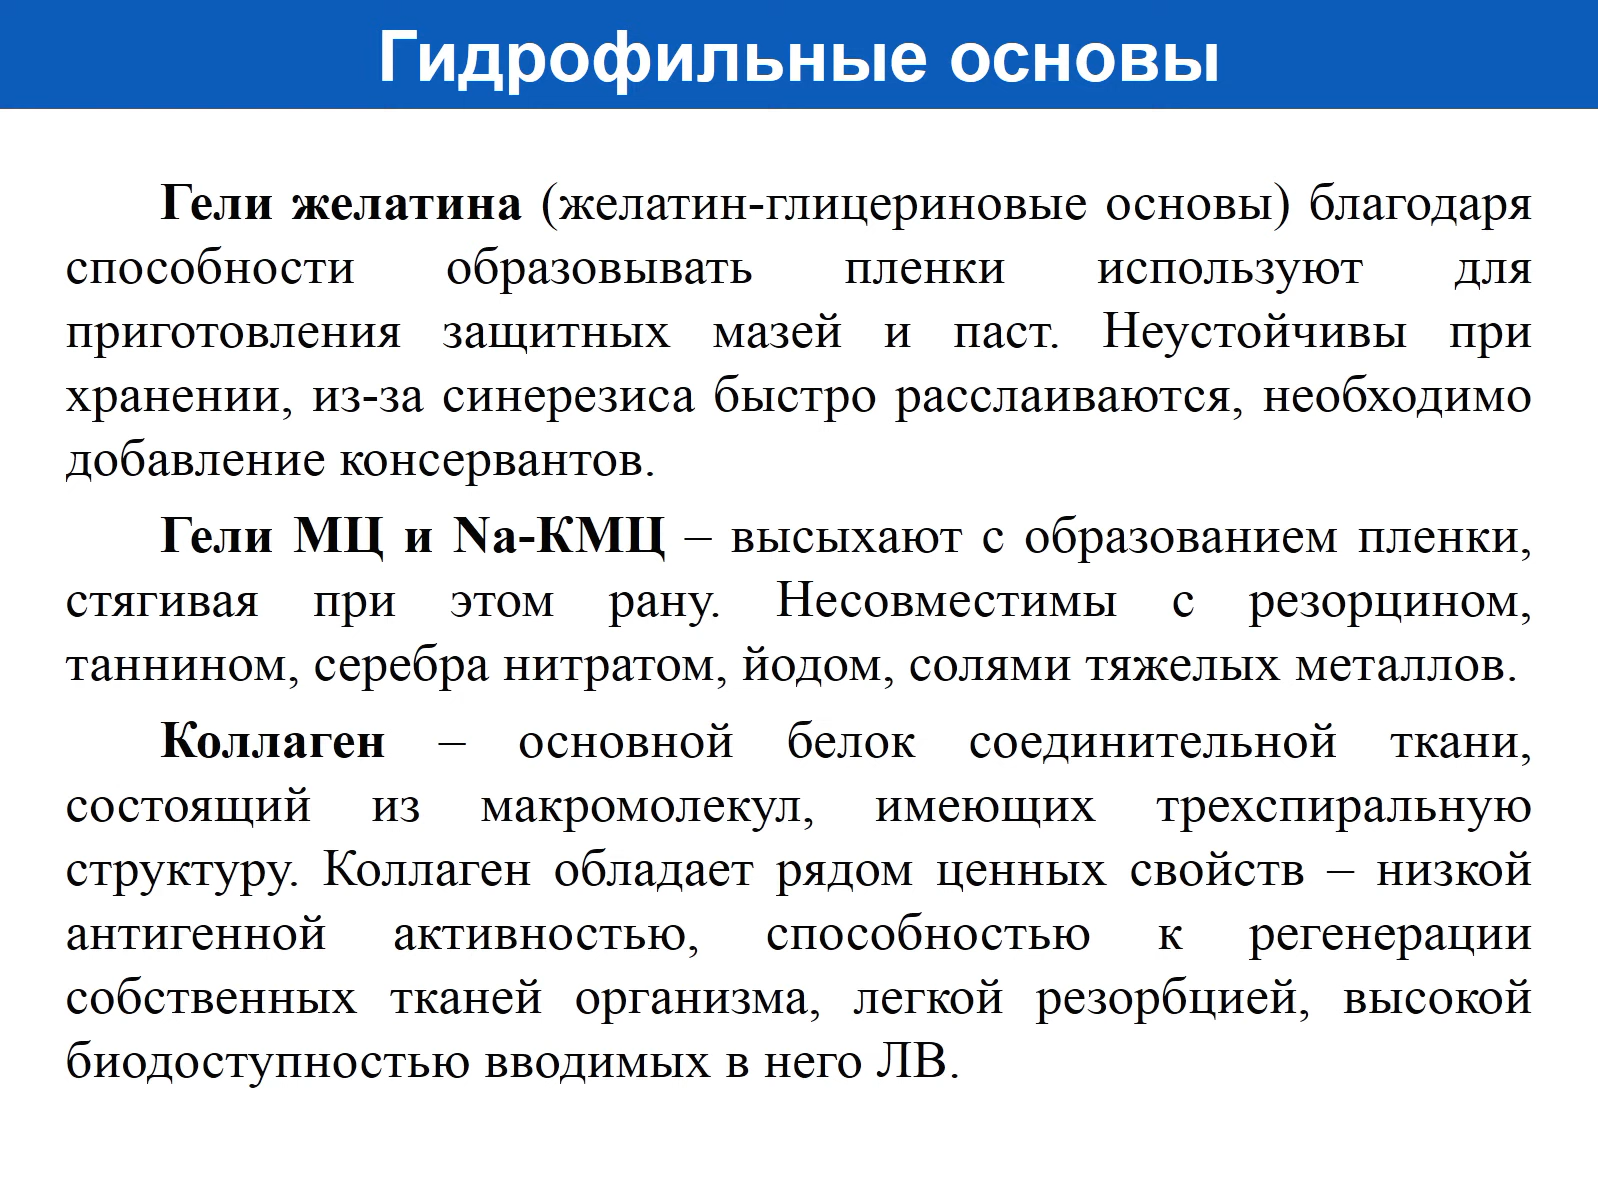 Гидрофильные основы
Гели желатина (желатин-глицериновые основы) благодаря
способности образовывать пленки используют для
приготовления защитных мазей и паст. Неустойчивы при
хранении, из-за синерезиса быстро расслаиваются, необходимо
добавление консервантов.
Гели МЦ и Na-КМЦ – высыхают с образованием пленки,
стягивая при этом рану. Несовместимы с резорцином,
таннином, серебра нитратом, йодом, солями тяжелых металлов.
Коллаген – основной белок соединительной ткани,
состоящий из макромолекул, имеющих трехспиральную
структуру. Коллаген обладает рядом ценных свойств – низкой
антигенной активностью, способностью к регенерации
собственных тканей организма, легкой резорбцией, высокой
биодоступностью вводимых в него ЛВ.